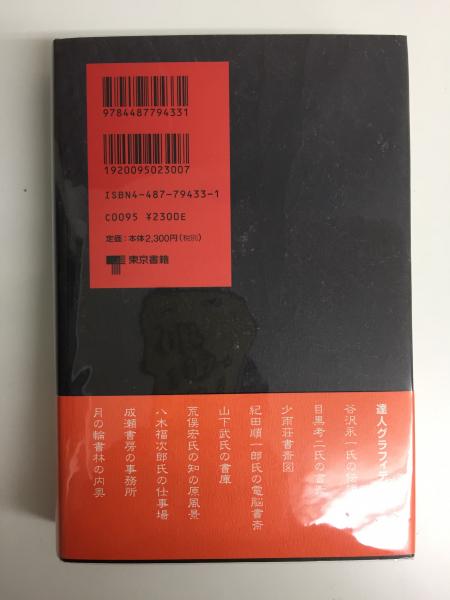 9784487794331
1920095023007
ISBN4-487-79433-1
C0095 ¥2300E
定価：本体2,300円(税別)
東京書籍
達人グラフィテ
谷沢永一氏の
目黒考二氏の書
少雨荘書斎図
紀田順一郎氏の電脳書斎
山下武氏の書庫
荒俣宏氏の知の原風景
八木福次郎氏の仕事場
成瀬書房の事務所
月の輪書林の内奥